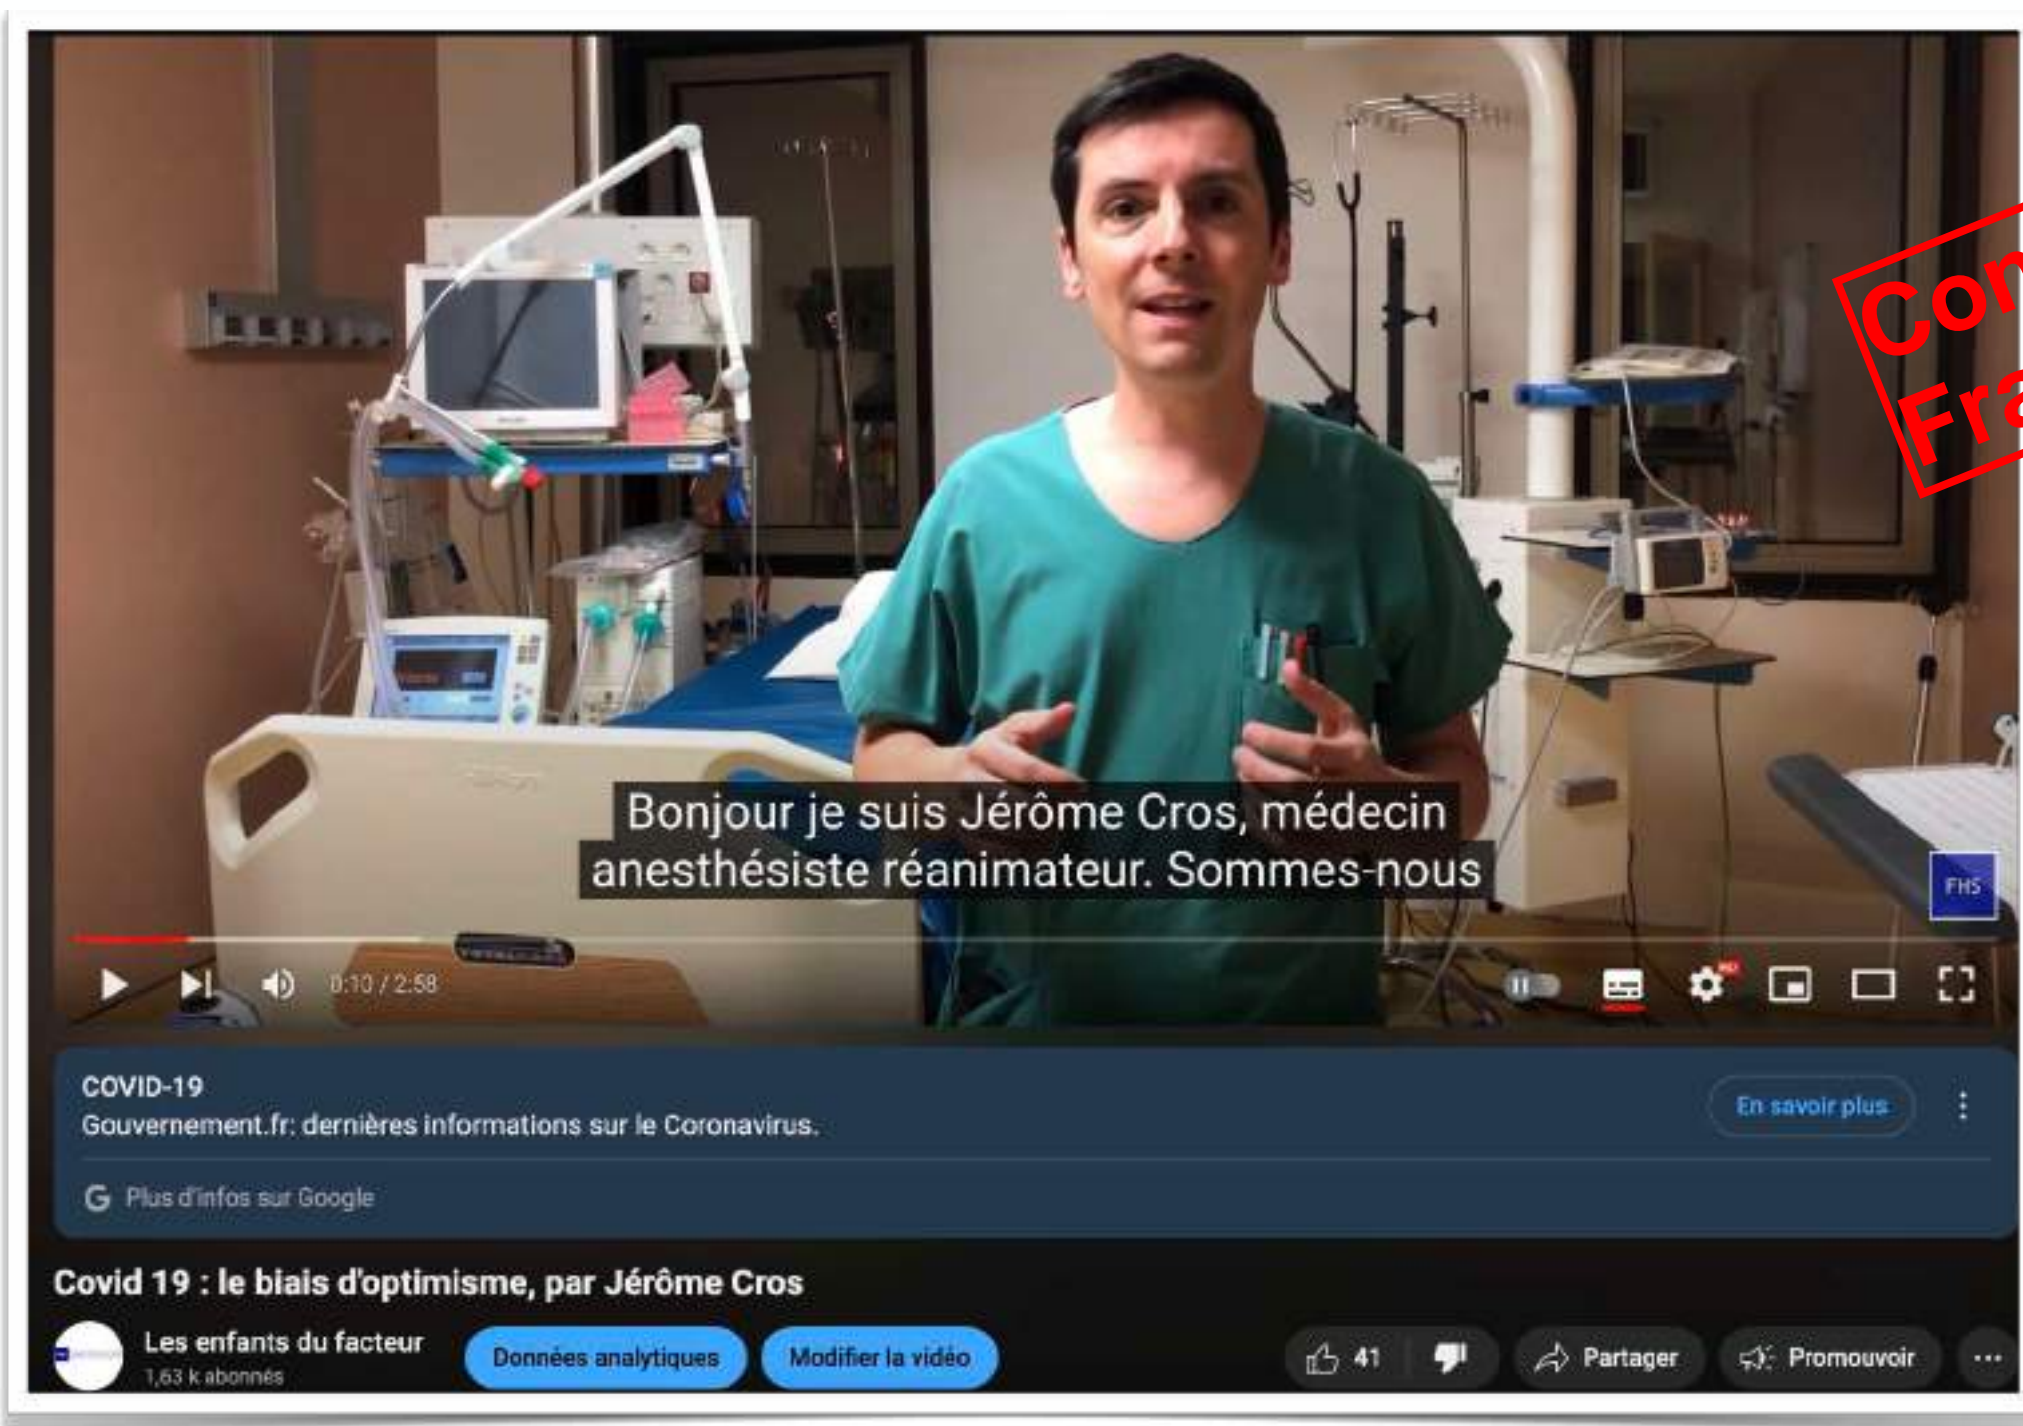 Bonjour je suis Jérôme Cros, médecin
anesthésiste réanimateur. Sommes-nous
FHS
0:10 / 2:58
COVID-19
Gouvernement.fr: dernières informations sur le Coronavirus.
En savoir plus
G Plus d'infos sur Google
Covid 19 : le biais d'optimisme, par Jérôme Cros
Les enfants du facteur
1,63 k abonnés
Données analytiques
Modifier la vidéo
41
Partager
Promouvoir